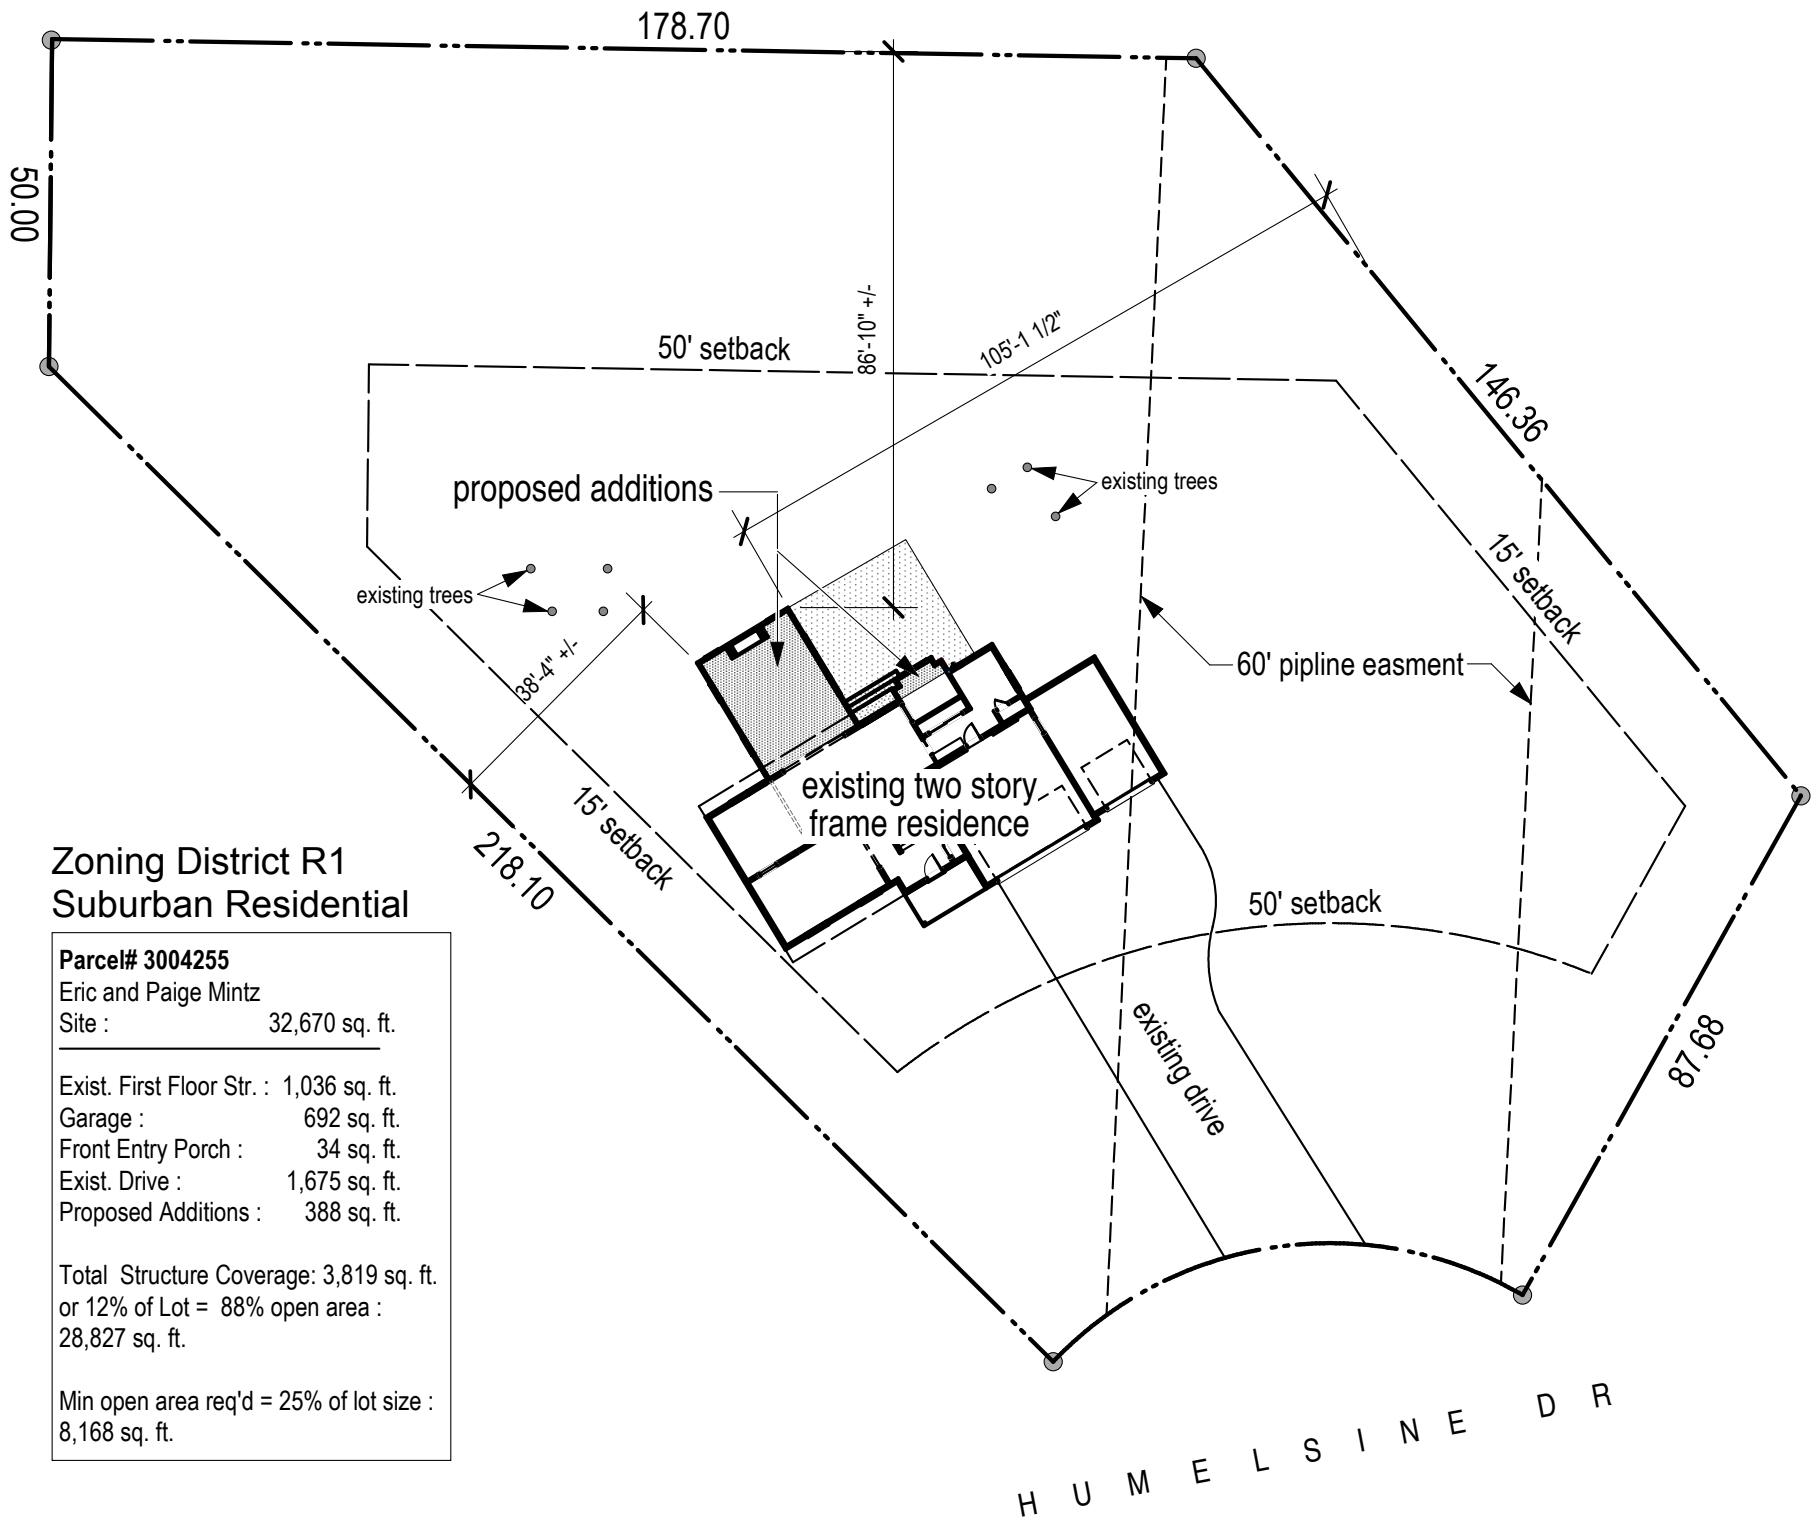 178.70
50.00
86'-10" +/-
105'-1 1/2"
50' setback
146.36
proposed additions
existing trees
15' setback
existing trees
38'-4" +/-
60' pipline easment
existing two story
frame residence
15' setback
218.10
50' setback
existing drive
87.68
Zoning District R1
Suburban Residential
Parcel# 3004255
Eric and Paige Mintz
Site : 32,670 sq. ft.
Exist. First Floor Str. : 1,036 sq. ft.
Garage : 692 sq. ft.
Front Entry Porch : 34 sq. ft.
Exist. Drive : 1,675 sq. ft.
Proposed Additions : 388 sq. ft.
Total Structure Coverage: 3,819 sq. ft.
or 12% of Lot = 88% open area :
28,827 sq. ft.
Min open area req'd = 25% of lot size :
8,168 sq. ft.
HUMELSINE DR